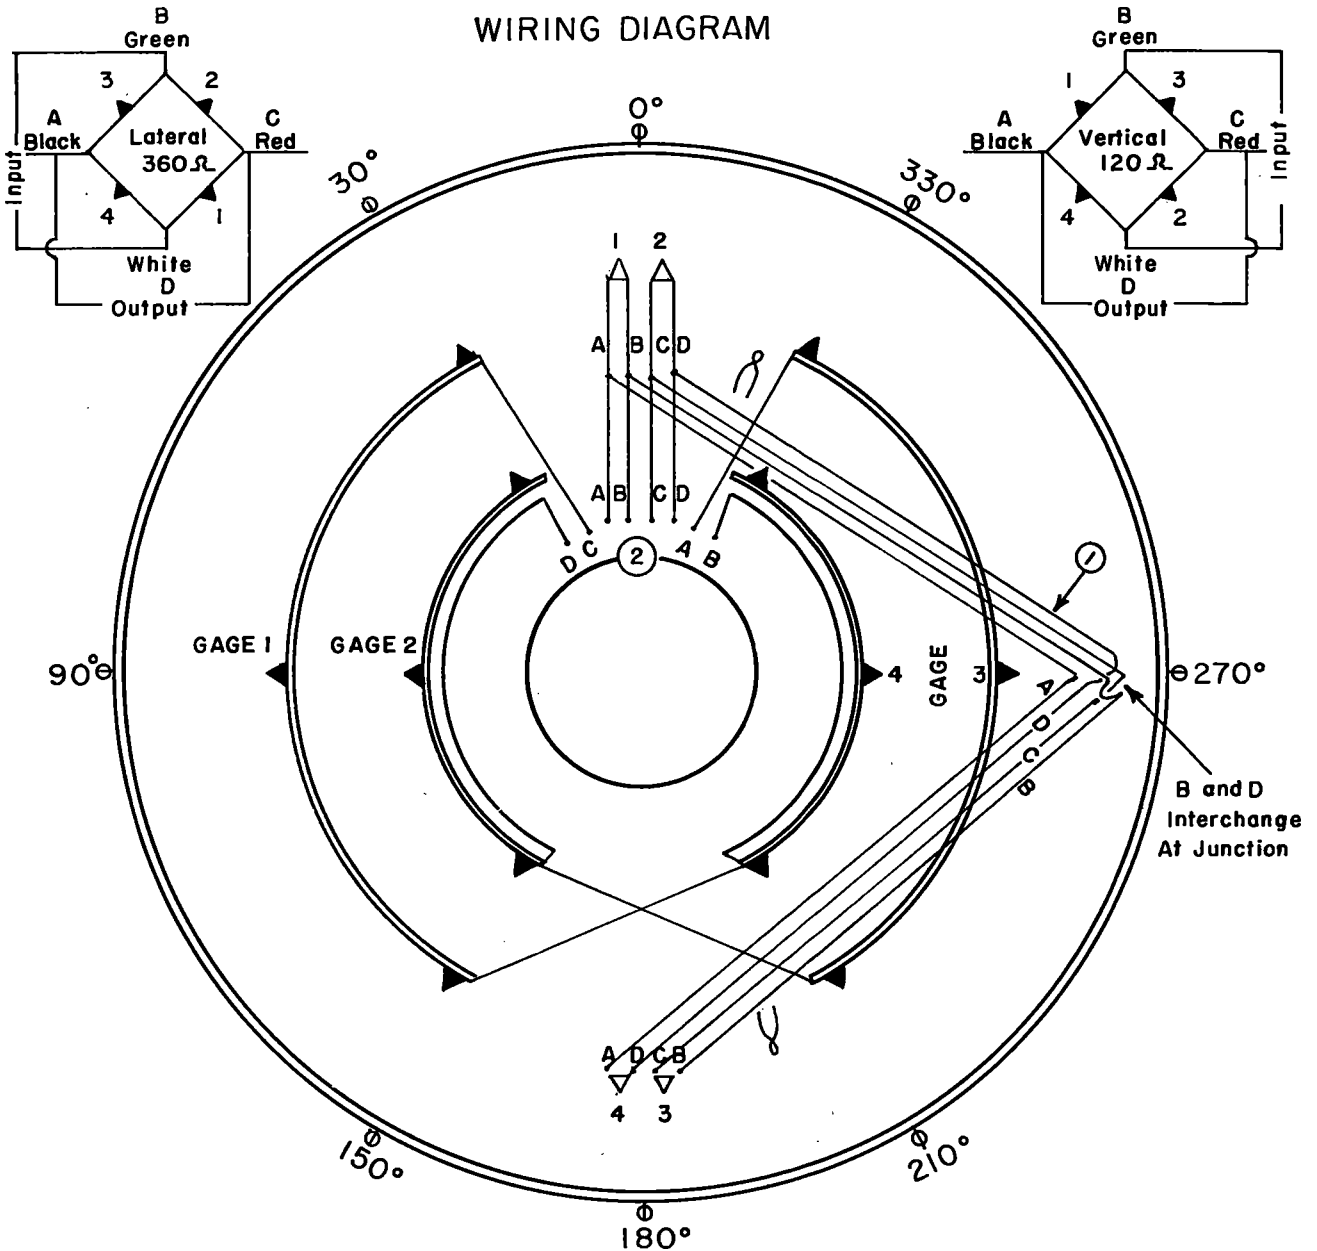 WIRING DIAGRAM
B
Green
3
2
A
Black
C
Red
Lateral
360 Ω
Input
4
1
White
D
Output
B
Green
1
3
A
Black
C
Red
Vertical
120 Ω
Input
4
2
White
D
Output
0°
30°
330°
1 2
A B C D
A B C D
D C 2 A B
1
GAGE 1
GAGE 2
4
GAGE
3
90°
270°
A
D
C
B
B and D
Interchange
At Junction
A D C B
4 3
150°
210°
180°